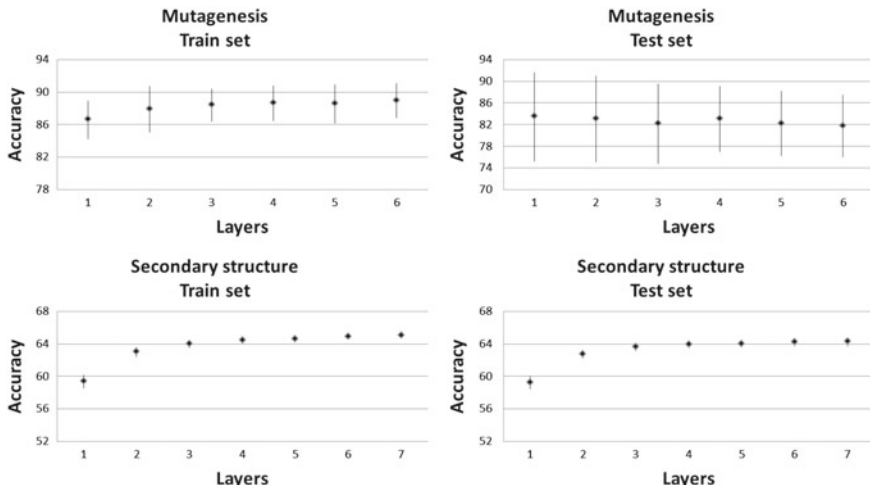 Mutagenesis
Train set
94
90
86
82
78
Accuracy
1 2 3 4 5 6
Layers
Mutagenesis
Test set
94
90
86
82
78
74
70
Accuracy
1 2 3 4 5 6
Layers
Secondary structure
Train set
68
64
60
56
52
Accuracy
1 2 3 4 5 6 7
Layers
Secondary structure
Test set
68
64
60
56
52
Accuracy
1 2 3 4 5 6 7
Layers